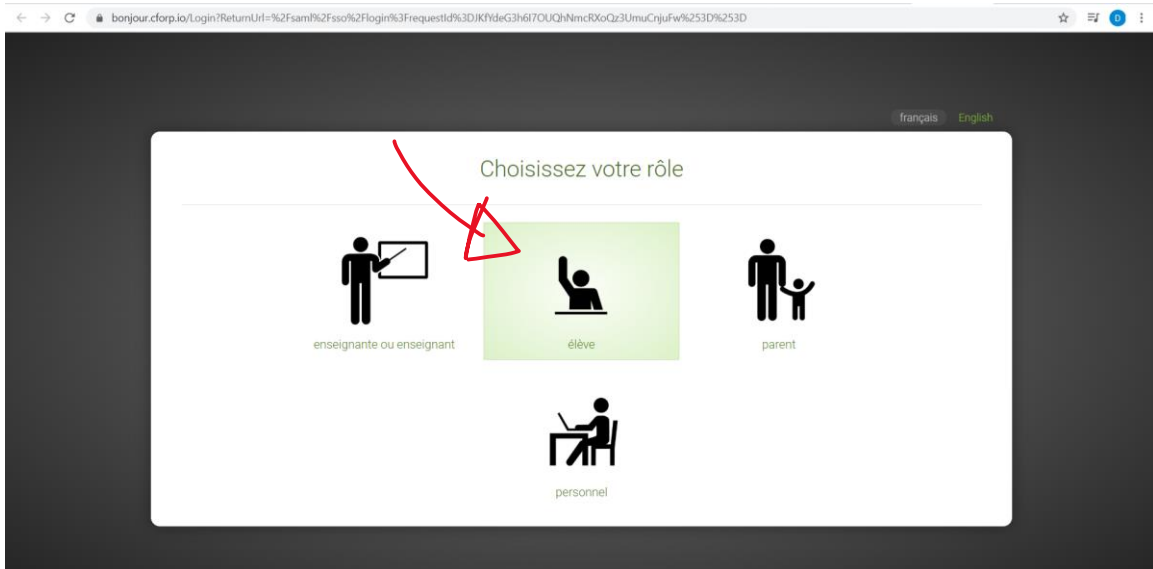 bonjour.cforp.io/Login?ReturnUrl=%2Fsaml%2Fsso%2Flogin%3FrequestId%3DJKfYdeG3h6I7OUQhNmcRXoQz3UmuCnjuFw%253D%253D
D
français English
Choisissez votre rôle
enseignante ou enseignant élève parent
personnel